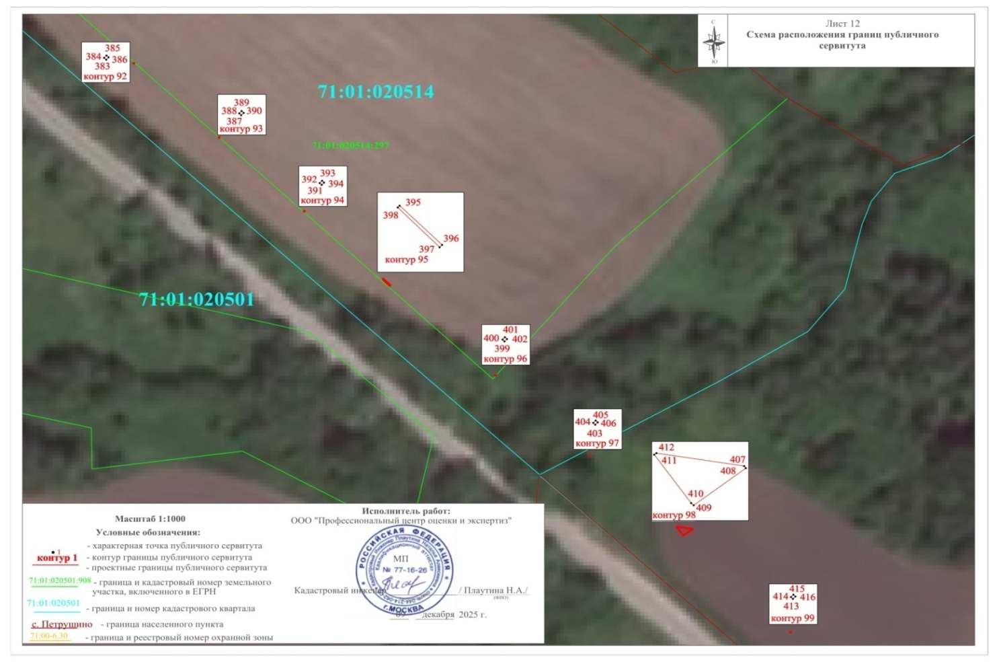 Лист 12
Схема расположения границ публичного
сервитута
С
Ю
385
384 386
383
контур 92
389
388 390
387
контур 93
71:01:020514
71:01:020514:297
393
392 394
391
контур 94
395
398
396
397
контур 95
71:01:020501
401
400 402
399
контур 96
405
404 406
403
контур 97
412
411
407
408
410
409
контур 98
415
414 416
413
контур 99
Масштаб 1:1000
Условные обозначения:
1
- характерная точка публичного сервитута
контур 1 - контур границы публичного сервитута
- проектные границы публичного сервитута
71:01:020501:908 - граница и кадастровый номер земельного
участка, включенного в ЕГРН
71:01:020501 - граница и номер кадастрового квартала
с. Петрушино - граница населенного пункта
71:00-6.30 - граница и реестровый номер охранной зоны
Исполнитель работ:
ООО "Профессиональный центр оценки и экспертиз"
РОССИЙСКАЯ ФЕДЕРАЦИЯ
Квалификационный аттестат
МП
№ 77-16-26
г.МОСКВА
Кадастровый инженер / Плаутина Н.А./
(ФИО)
09 декабря 2025 г.